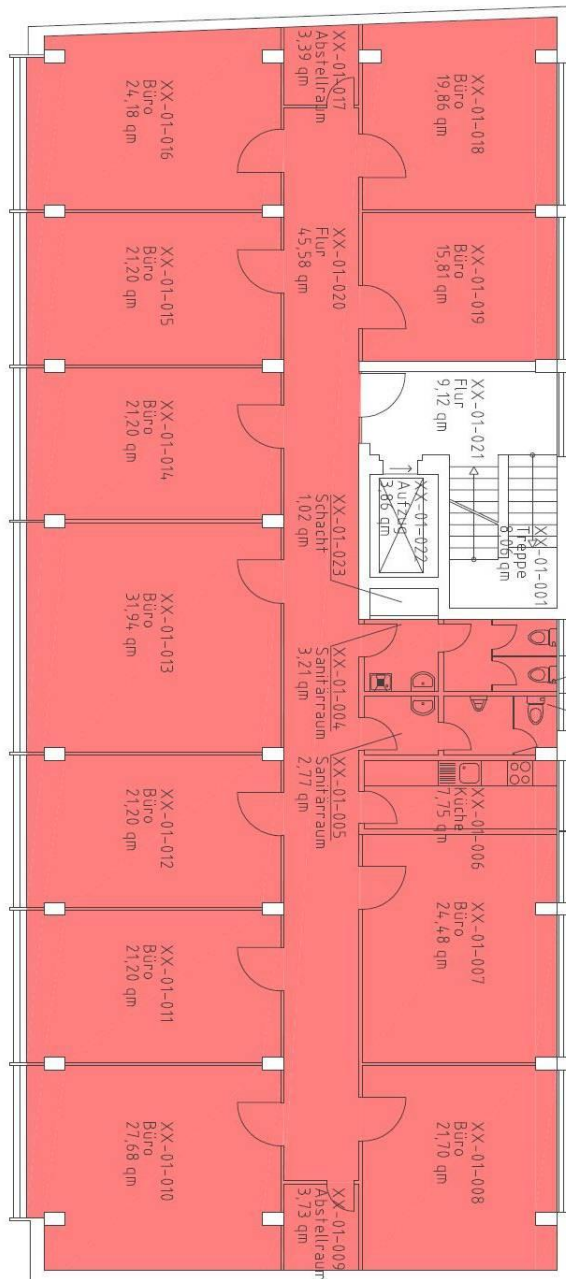 XX-01-016
Büro
24,18 qm
XX-01-017
Abstellraum
3,39 qm
XX-01-018
Büro
19,86 qm
XX-01-015
Büro
21,20 qm
XX-01-020
Flur
45,58 qm
XX-01-019
Büro
15,81 qm
XX-01-014
Büro
21,20 qm
XX-01-021
Flur
9,12 qm
XX-01-022
Aufzug
3,86 qm
XX-01-001
Treppe
8,06 qm
XX-01-023
Schacht
1,02 qm
XX-01-013
Büro
31,94 qm
XX-01-004
Sanitärraum
3,21 qm
XX-01-005
Sanitärraum
2,77 qm
XX-01-006
Küche
7,75 qm
XX-01-012
Büro
21,20 qm
XX-01-007
Büro
24,48 qm
XX-01-011
Büro
21,20 qm
XX-01-010
Büro
27,68 qm
XX-01-009
Abstellraum
3,73 qm
XX-01-008
Büro
21,70 qm